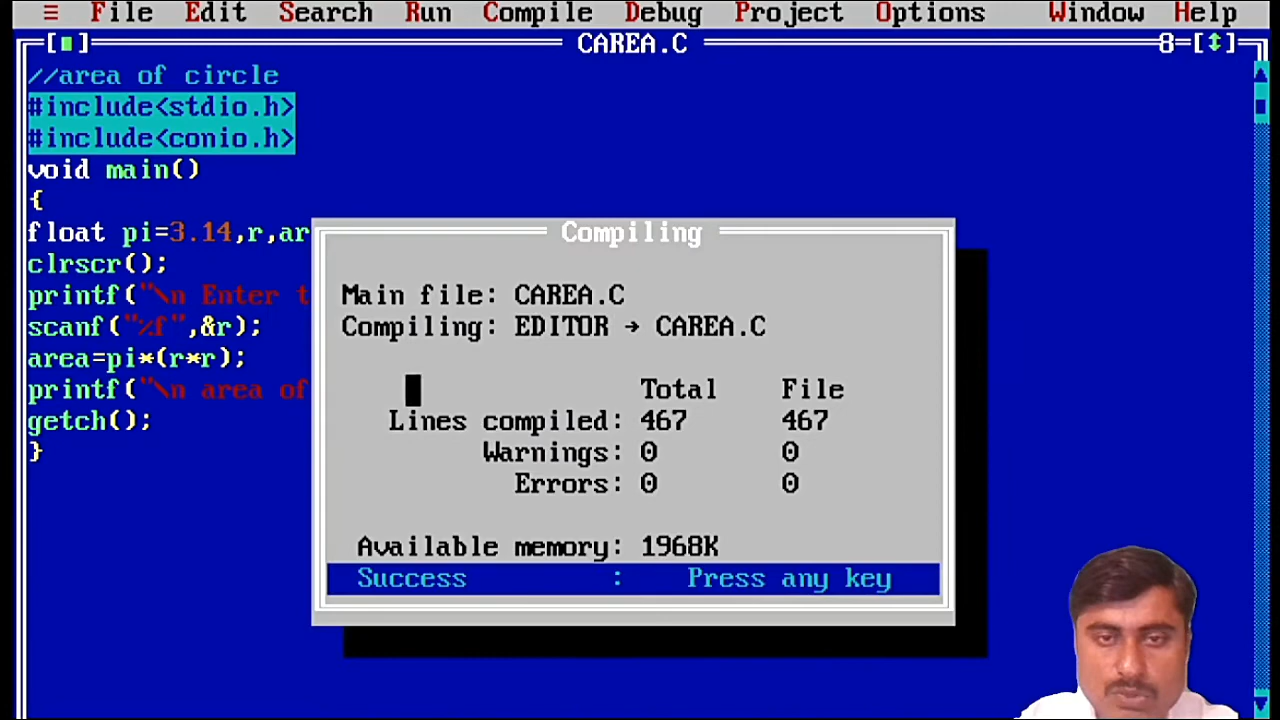 ≡ File Edit Search Run Compile Debug Project Options Window Help
[■] CAREA.C 8=[↕]
//area of circle
#include<stdio.h>
#include<conio.h>
void main()
{
float pi=3.14,r,ar
clrscr();
printf("\n Enter t
scanf("%f",&r);
area=pi*(r*r);
printf("\n area of
getch();
}
Compiling
Main file: CAREA.C
Compiling: EDITOR → CAREA.C
Total File
Lines compiled: 467 467
Warnings: 0 0
Errors: 0 0
Available memory: 1968K
Success : Press any key